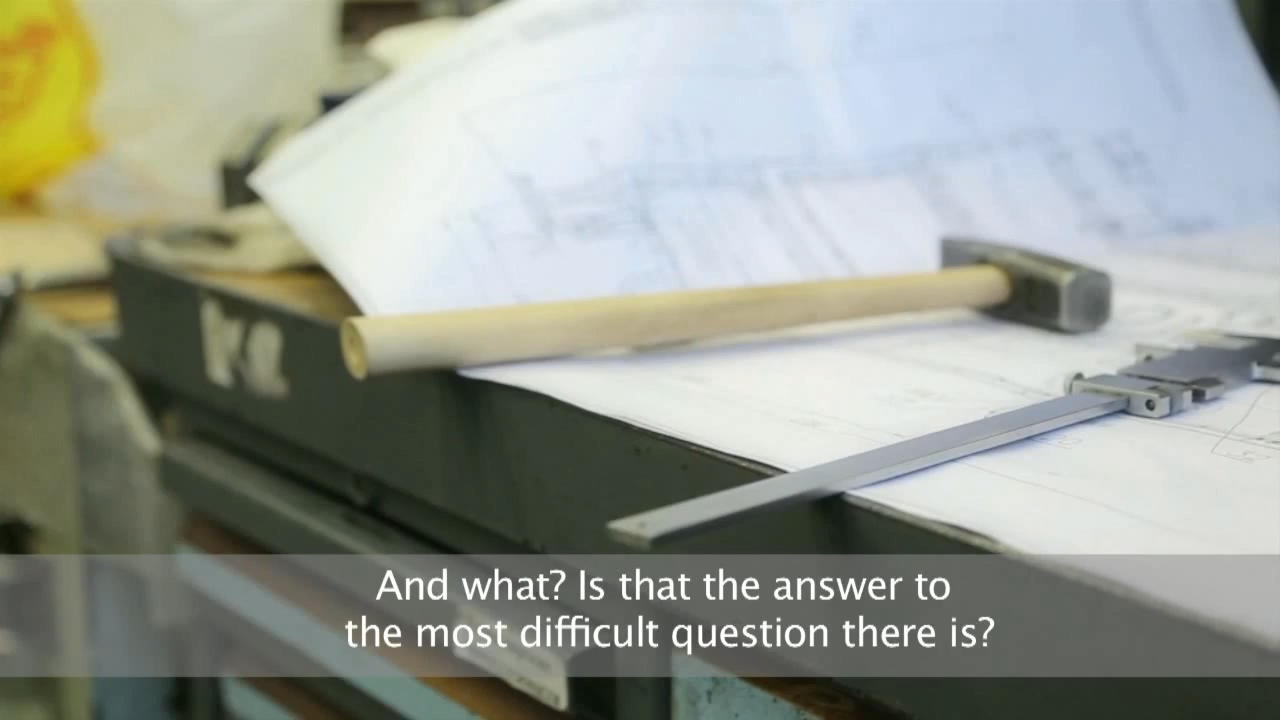 And what? Is that the answer to
the most difficult question there is?